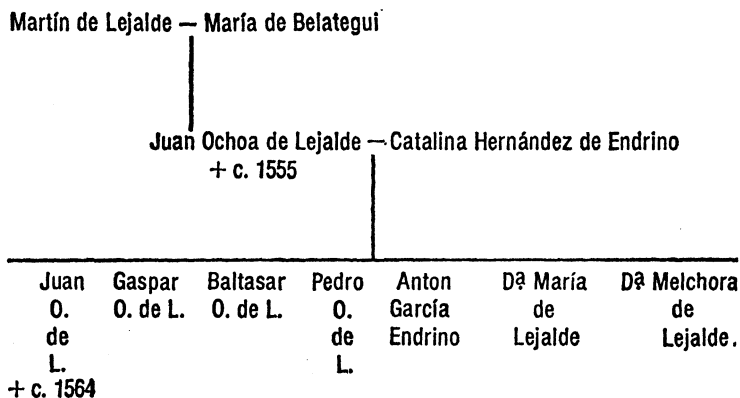 Martín de Lejalde – María de Belategui
Juan Ochoa de Lejalde – Catalina Hernández de Endrino
+ c. 1555
Juan Gaspar Baltasar Pedro Anton Dª María Dª Melchora
O. O. de L. O. de L. O. García de de
de de Endrino Lejalde Lejalde.
L. L.
+ c. 1564